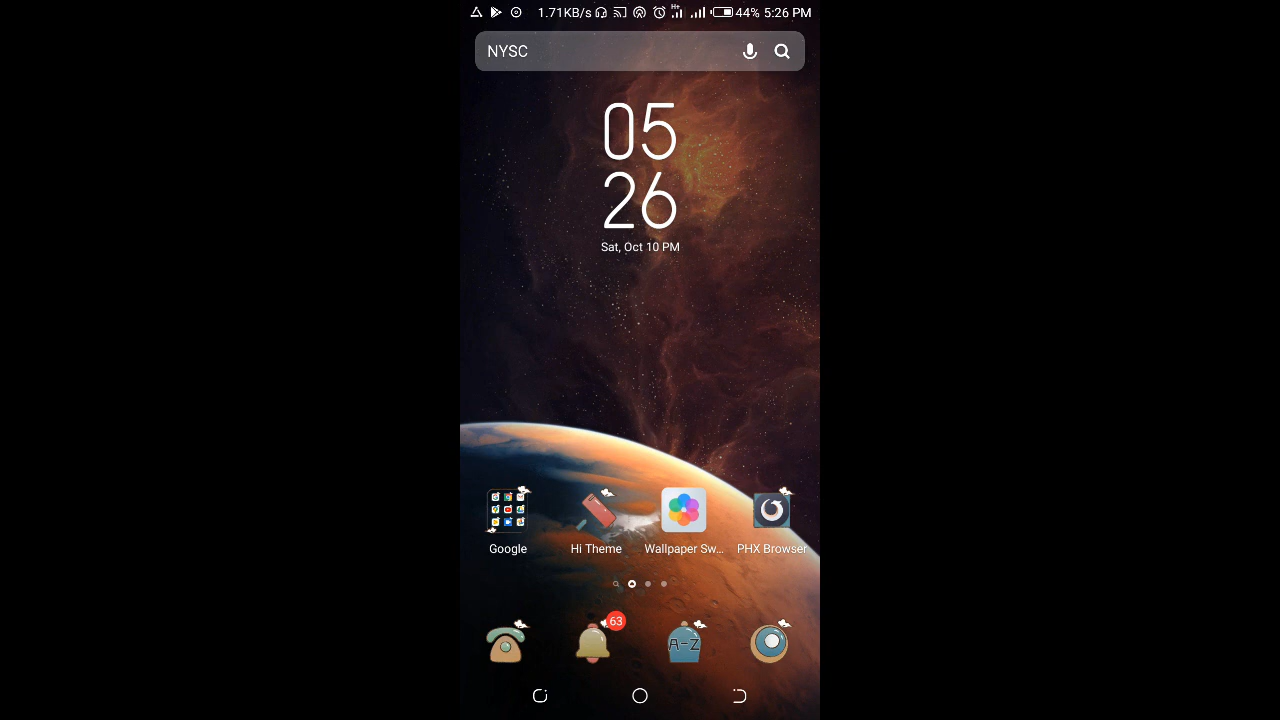 1.71KB/s H+ 44% 5:26 PM
NYSC
05
26
Sat, Oct 10 PM
Google Hi Theme Wallpaper Sw... PHX Browser
63
A-Z